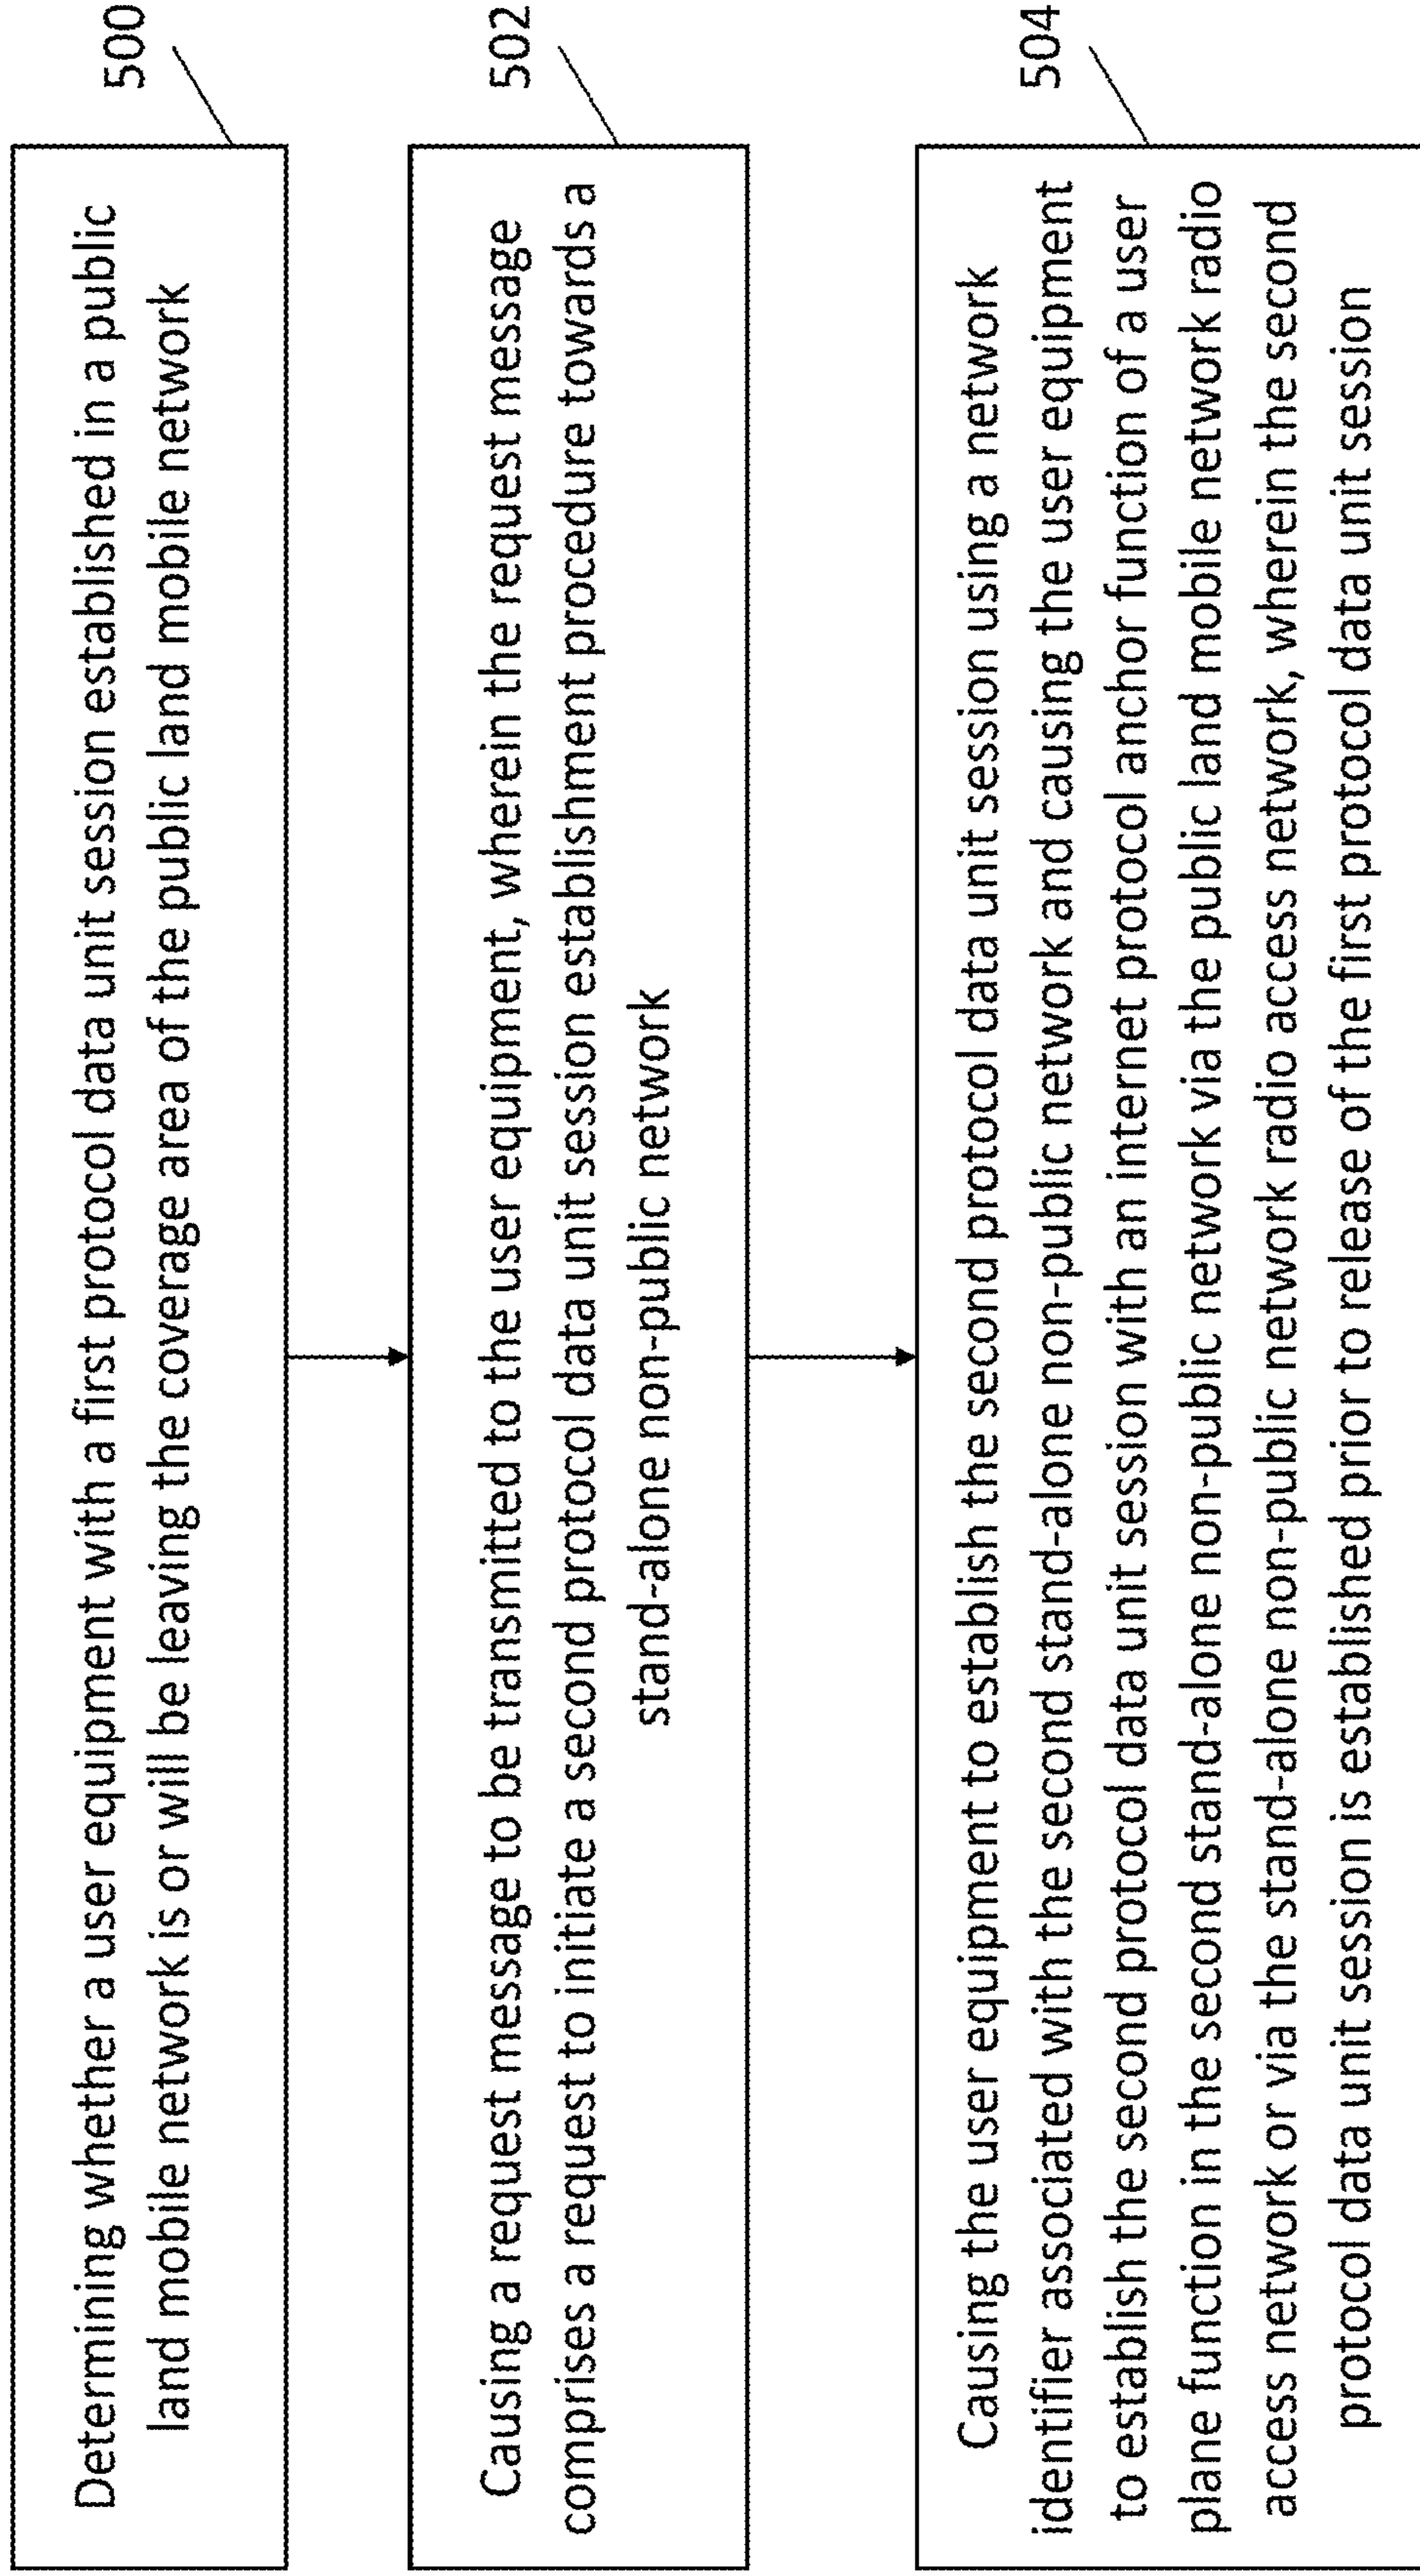 500
Determining whether a user equipment with a first protocol data unit session established in a public
land mobile network is or will be leaving the coverage area of the public land mobile network
502
Causing a request message to be transmitted to the user equipment, wherein the request message
comprises a request to initiate a second protocol data unit session establishment procedure towards a
stand-alone non-public network
504
Causing the user equipment to establish the second protocol data unit session using a network
identifier associated with the second stand-alone non-public network and causing the user equipment
to establish the second protocol data unit session with an internet protocol anchor function of a user
plane function in the second stand-alone non-public network via the public land mobile network radio
access network or via the stand-alone non-public network radio access network, wherein the second
protocol data unit session is established prior to release of the first protocol data unit session